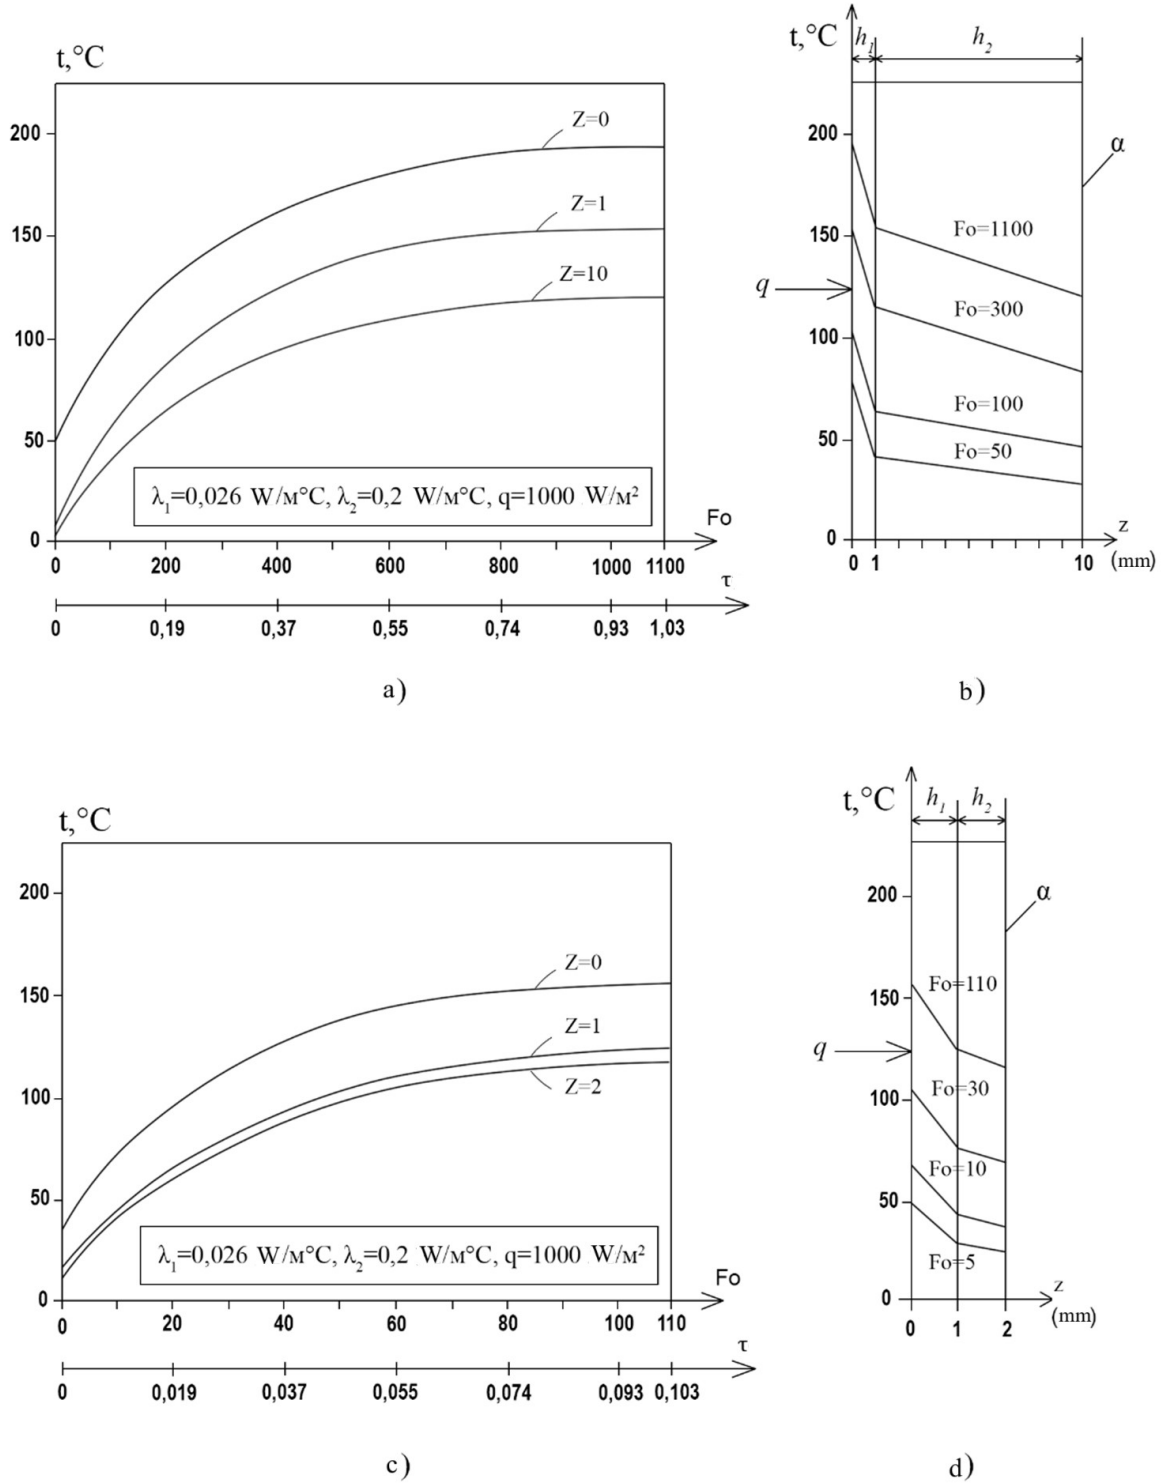 t,°C
200
150
100
50
0
Z=0
Z=1
Z=10
λ₁=0,026 W/м°C, λ₂=0,2 W/м°C, q=1000 W/м²
Fo
0 200 400 600 800 1000 1100
τ
0 0,19 0,37 0,55 0,74 0,93 1,03
a)
t,°C h₁ h₂
200
α
150
Fo=1100
q
Fo=300
100
Fo=100
50
Fo=50
0
z
0 1 10 (mm)
b)
t,°C
200
150
100
50
0
Z=0
Z=1
Z=2
λ₁=0,026 W/м°C, λ₂=0,2 W/м°C, q=1000 W/м²
Fo
0 20 40 60 80 100 110
τ
0 0,019 0,037 0,055 0,074 0,093 0,103
c)
t,°C h₁ h₂
200
α
150
Fo=110
q
100
Fo=30
Fo=10
50
Fo=5
0
z
(mm)
0 1 2
d)